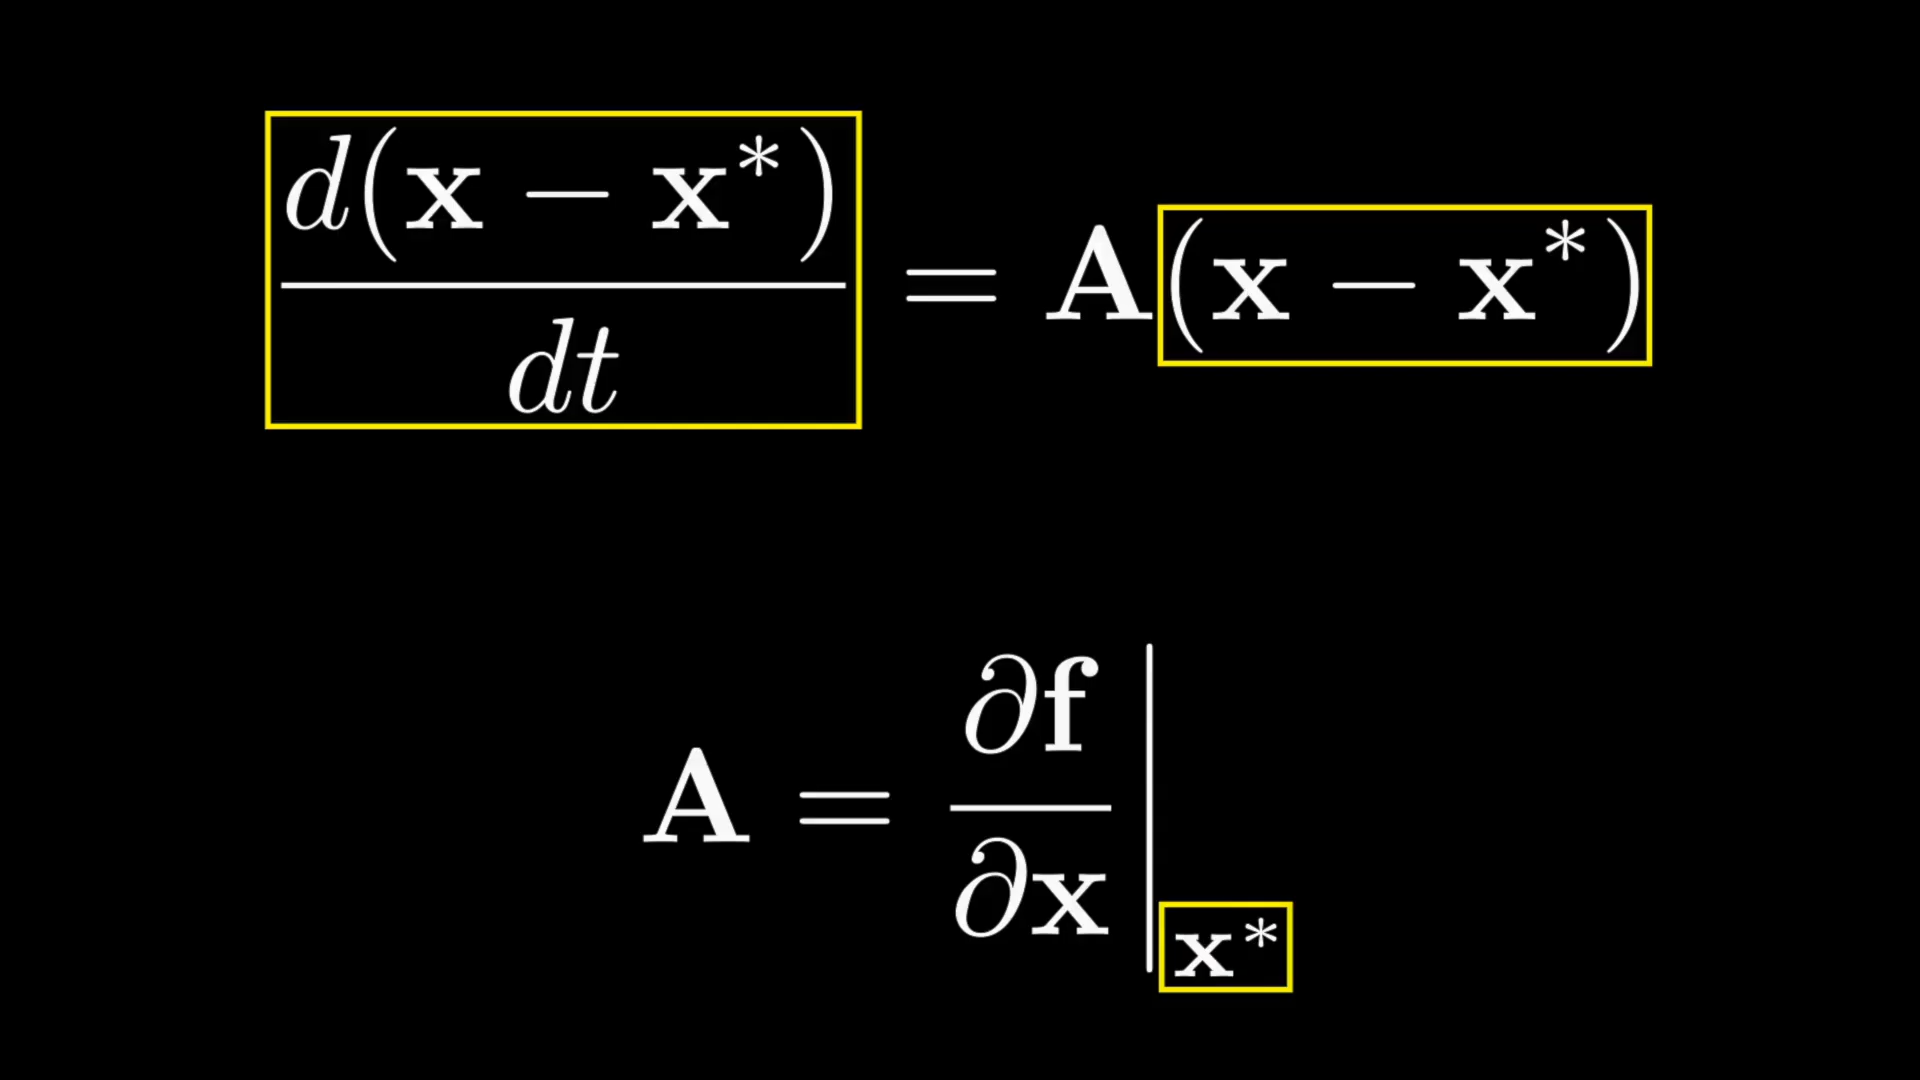 d(𝐱 − 𝐱*)/dt = 𝐀(𝐱 − 𝐱*)
𝐀 = ∂𝐟/∂𝐱 |𝐱*